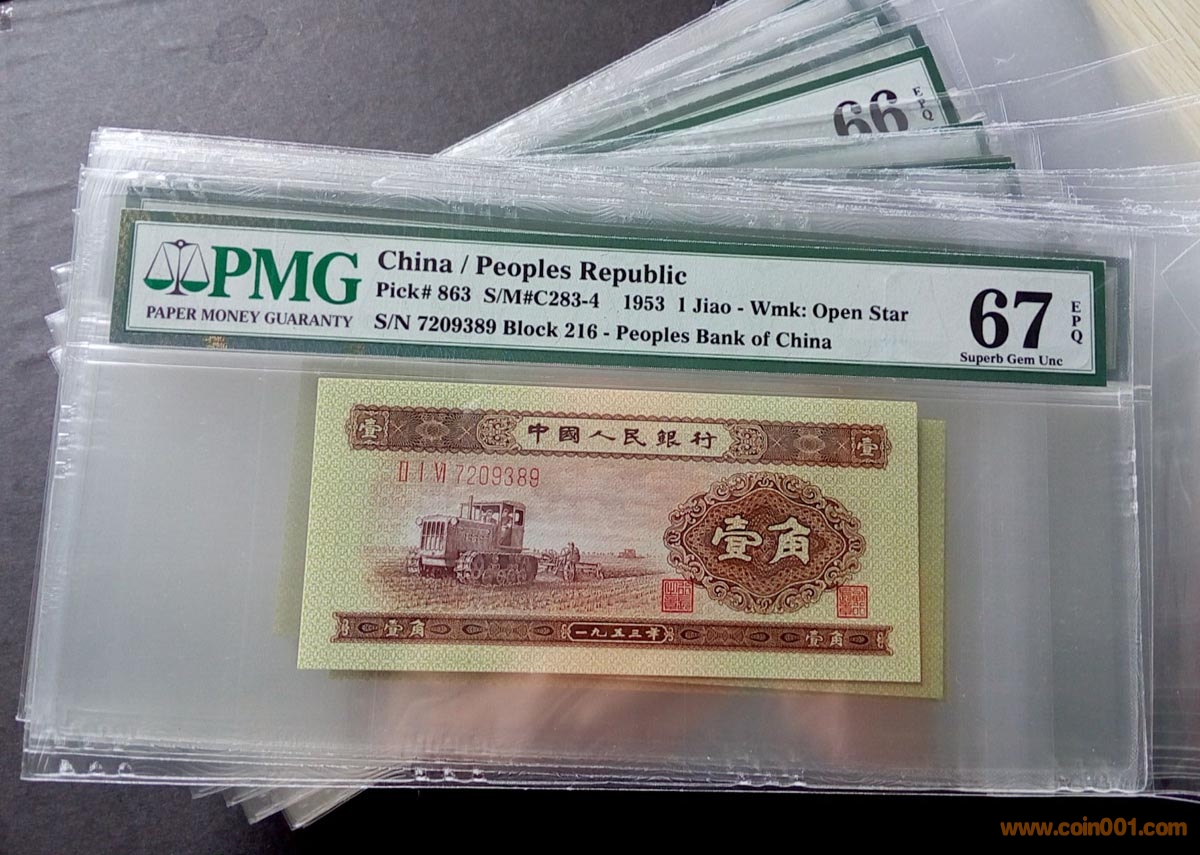 66
EPQ
PMG
PAPER MONEY GUARANTY
China / Peoples Republic
Pick# 863 S/M#C283-4 1953 1 Jiao - Wmk: Open Star
S/N 7209389 Block 216 - Peoples Bank of China
67
EPQ
Superb Gem Unc
壹 中國人民銀行 壹
II I VI 7209389
壹角
壹角 一九五三年 壹角
www.coin001.com